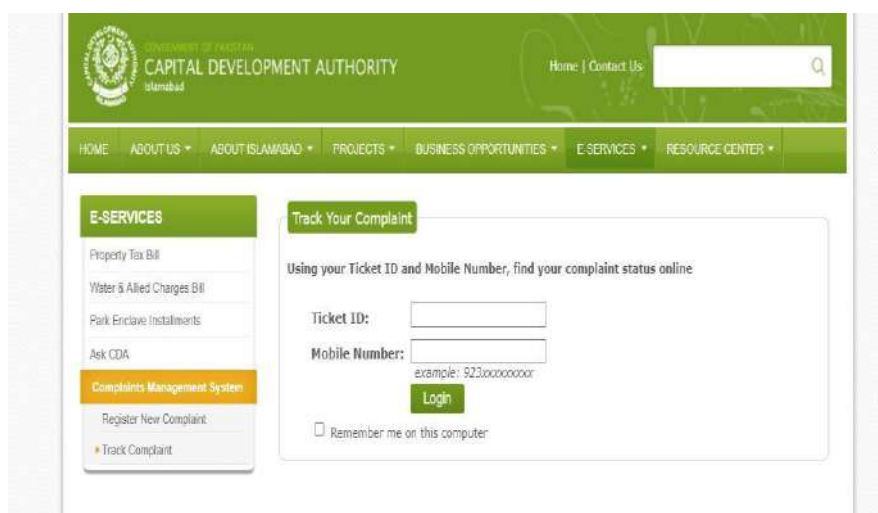 GOVERNMENT OF PAKISTAN
CAPITAL DEVELOPMENT AUTHORITY
Islamabad
Home | Contact Us
HOME ABOUT US ABOUT ISLAMABAD PROJECTS BUSINESS OPPORTUNITIES E-SERVICES RESOURCE CENTER
E-SERVICES
Property Tax Bill
Water & Allied Charges Bill
Park Enclave Installments
Ask CDA
Complaints Management System
Register New Complaint
Track Complaint
Track Your Complaint
Using your Ticket ID and Mobile Number, find your complaint status online
Ticket ID:
Mobile Number:
example: 923xxxxxxxxx
Login
Remember me on this computer